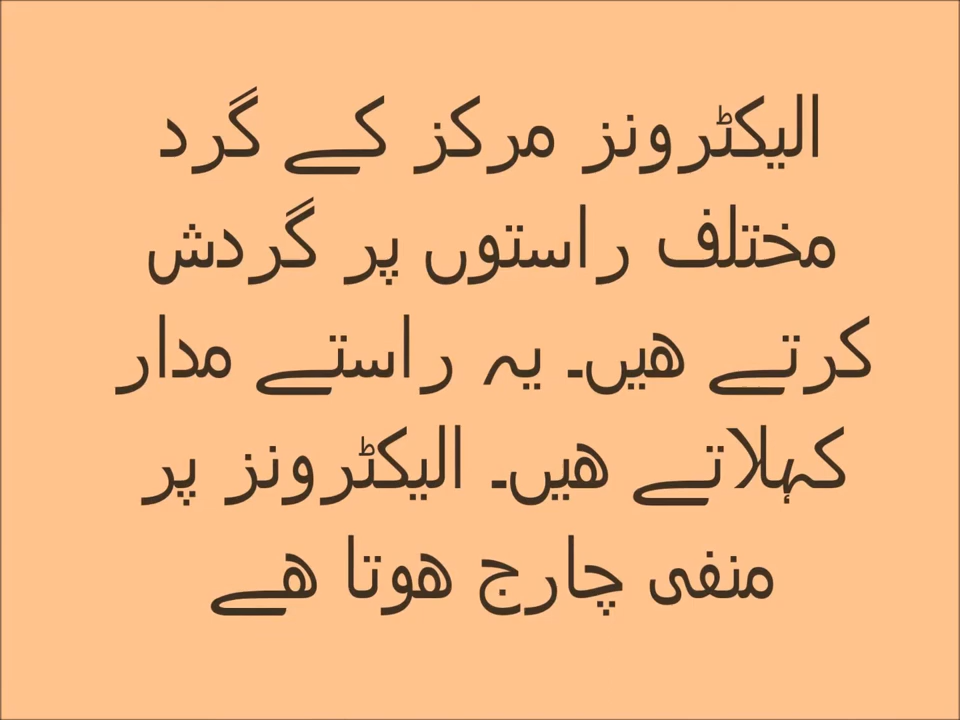 الیکٹرونز مرکز کے گرد
مختلف راستوں پر گردش
کرتے ھیں۔ یہ راستے مدار
کہلاتے ھیں۔ الیکٹرونز پر
منفی چارج ھوتا ھے